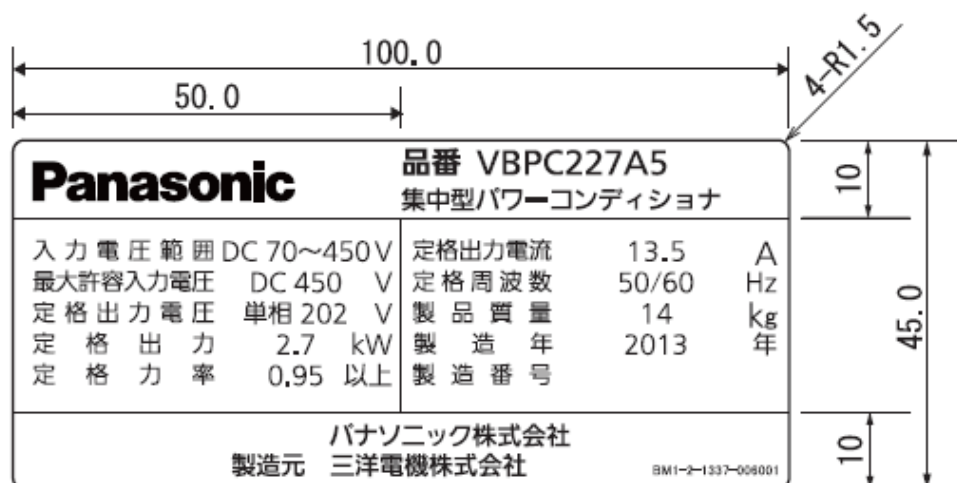 100.0
4-R1.5
50.0
Panasonic
品番 VBPC227A5
集中型パワーコンディショナ
10
入力電圧範囲 DC 70～450 V
最大許容入力電圧 DC 450 V
定格出力電圧 単相 202 V
定格出力 2.7 kW
定格力率 0.95 以上
定格出力電流 13.5 A
定格周波数 50/60 Hz
製品質量 14 kg
製造年 2013 年
製造番号
45.0
パナソニック株式会社
製造元 三洋電機株式会社
BM1-2-1337-006001
10